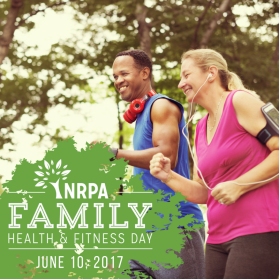 NRPA
FAMILY
HEALTH & FITNESS DAY
JUNE 10, 2017